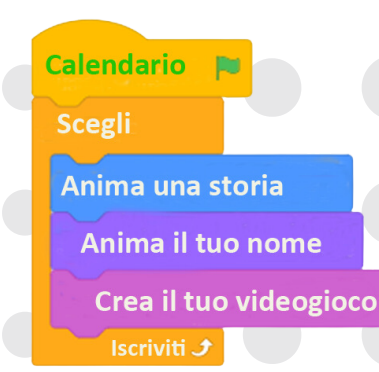 Calendario
Scegli
Anima una storia
Anima il tuo nome
Crea il tuo videogioco
Iscriviti